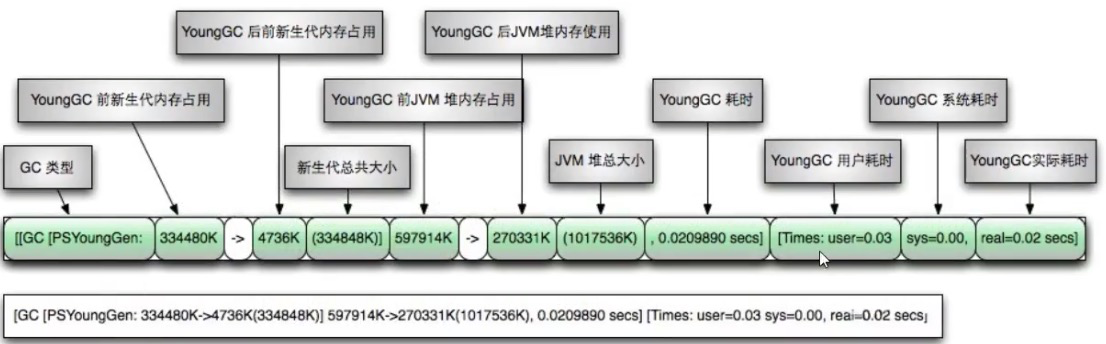 YoungGC 后前新生代内存占用
YoungGC 后JVM堆内存使用
YoungGC 前新生代内存占用
YoungGC 前JVM 堆内存占用
YoungGC 耗时
YoungGC 系统耗时
GC 类型
新生代总共大小
JVM 堆总大小
YoungGC 用户耗时
YoungGC实际耗时
[[GC [PSYoungGen: 334480K -> 4736K (334848K)] 597914K -> 270331K (1017536K) , 0.0209890 secs] [Times: user=0.03 sys=0.00, real=0.02 secs]
[GC [PSYoungGen: 334480K->4736K(334848K)] 597914K->270331K(1017536K), 0.0209890 secs] [Times: user=0.03 sys=0.00, real=0.02 secs]